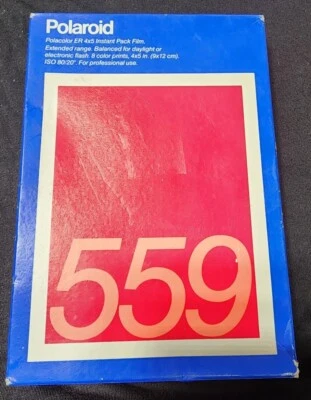 Polaroid
Polacolor ER 4x5 Instant Pack Film.
Extended range. Balanced for daylight or
electronic flash. 8 color prints, 4x5 in. (9x12 cm).
ISO 80/20°. For professional use.
559